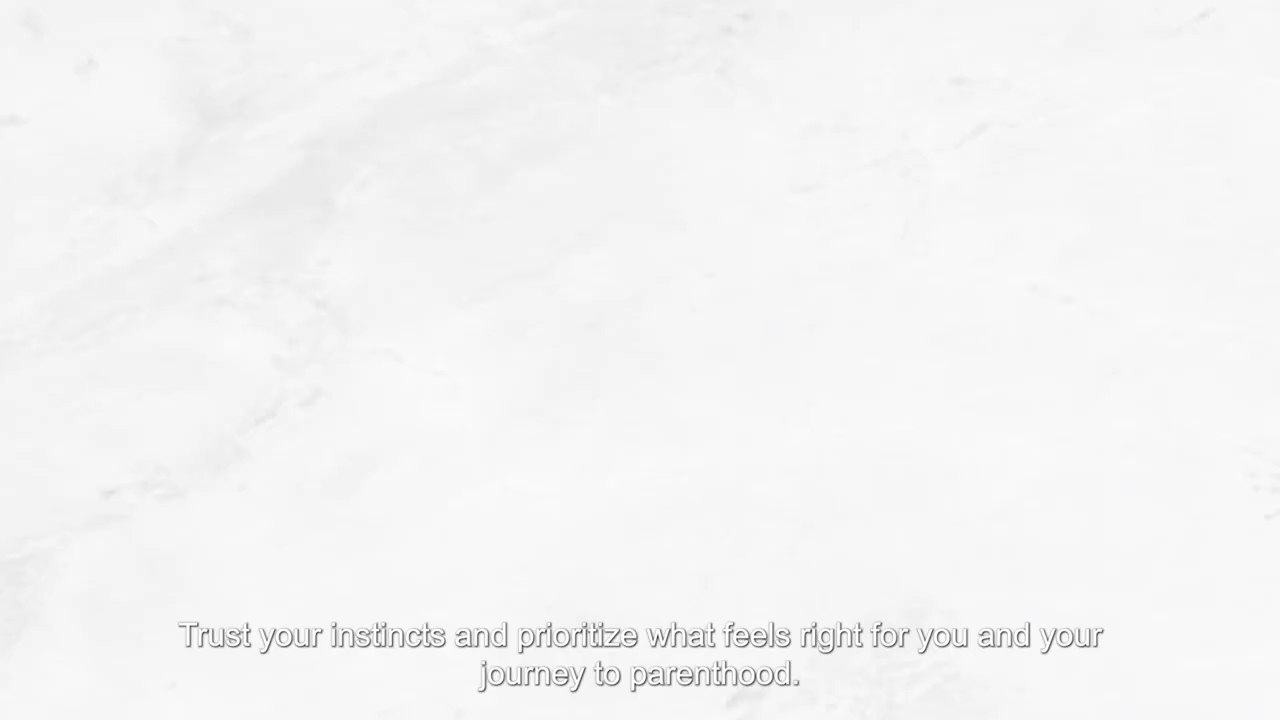 Trust your instincts and prioritize what feels right for you and your
journey to parenthood.